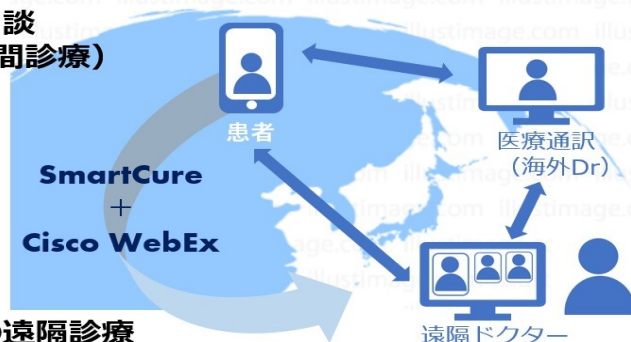 談
間診療）
患者
医療通訳
（海外Dr）
SmartCure
+
Cisco WebEx
遠隔診療
遠隔ドクター